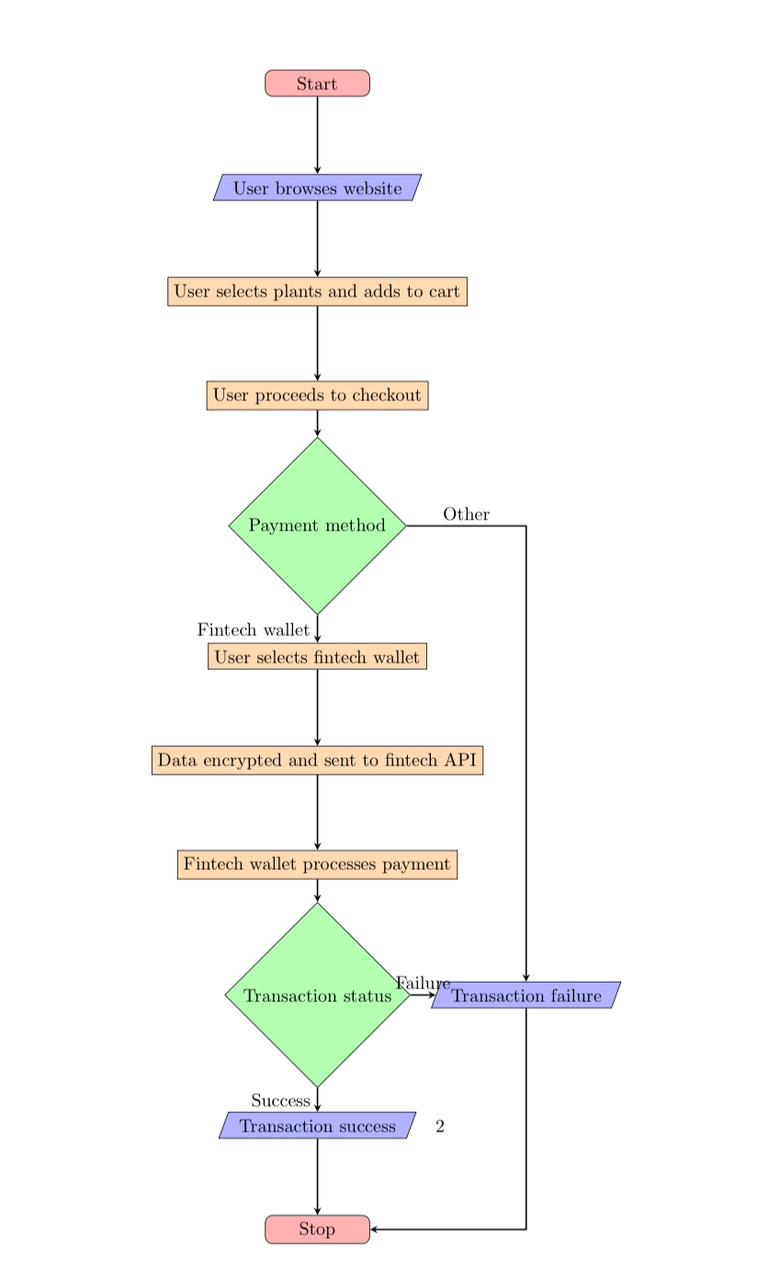 Start
User browses website
User selects plants and adds to cart
User proceeds to checkout
Payment method
Other
Fintech wallet
User selects fintech wallet
Data encrypted and sent to fintech API
Fintech wallet processes payment
Transaction status
Failure
Transaction failure
Success
Transaction success
2
Stop